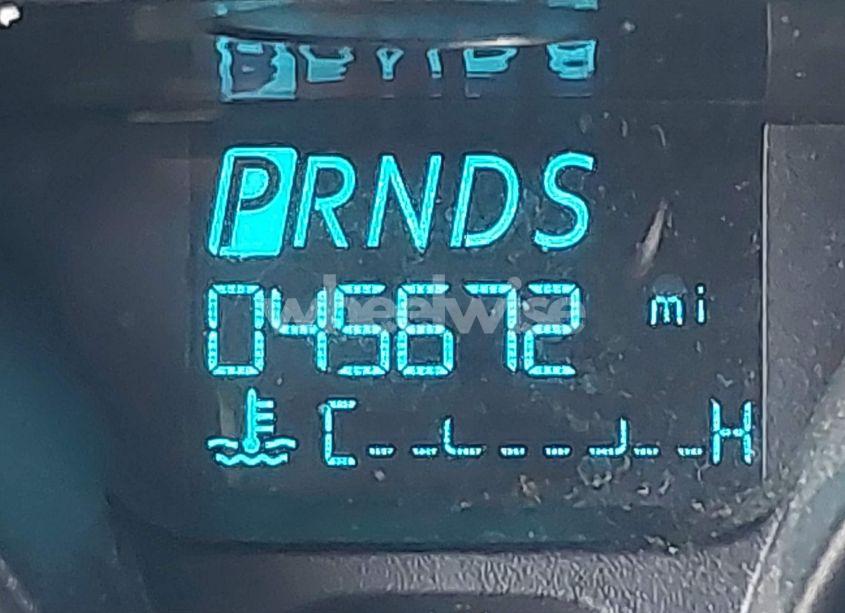 PRNDS
045672 mi
wheelwise
C H